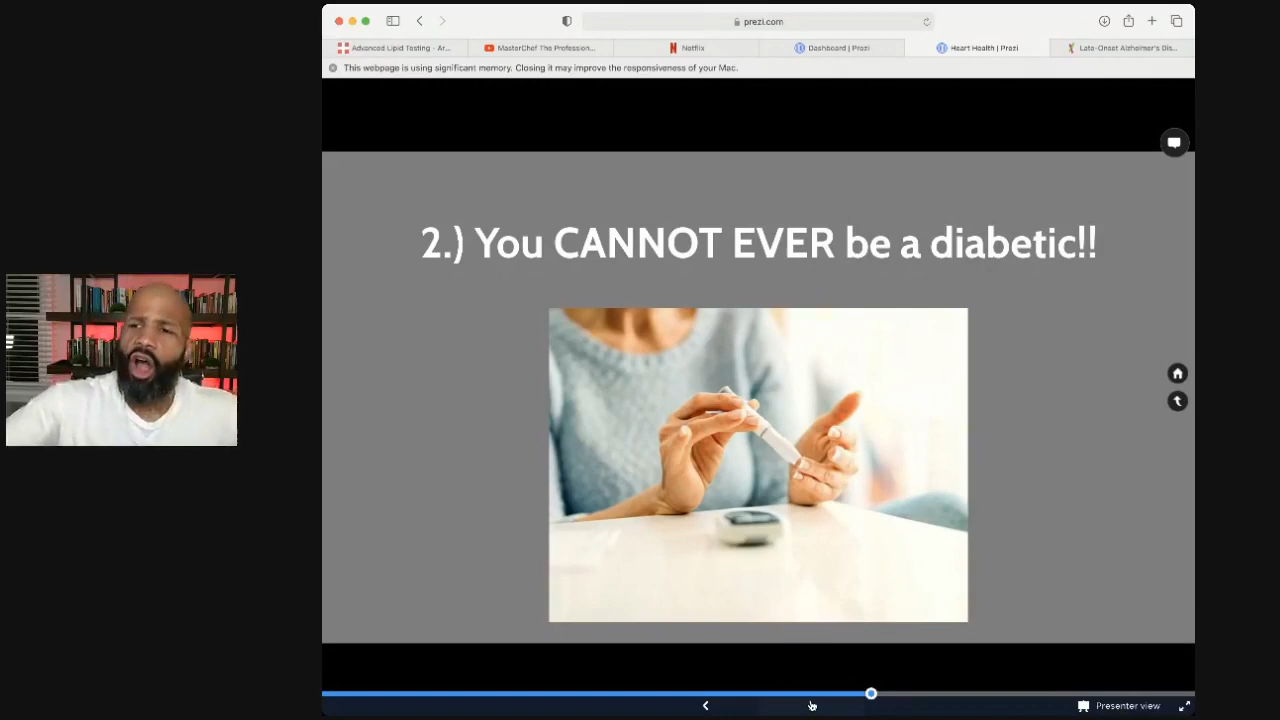 prezi.com
Advanced Lipid Testing - Ar...
MasterChef The Profession...
Netflix
Dashboard | Prezi
Heart Health | Prezi
Late-Onset Alzheimer's Dis...
This webpage is using significant memory. Closing it may improve the responsiveness of your Mac.
2.) You CANNOT EVER be a diabetic!!
Presenter view